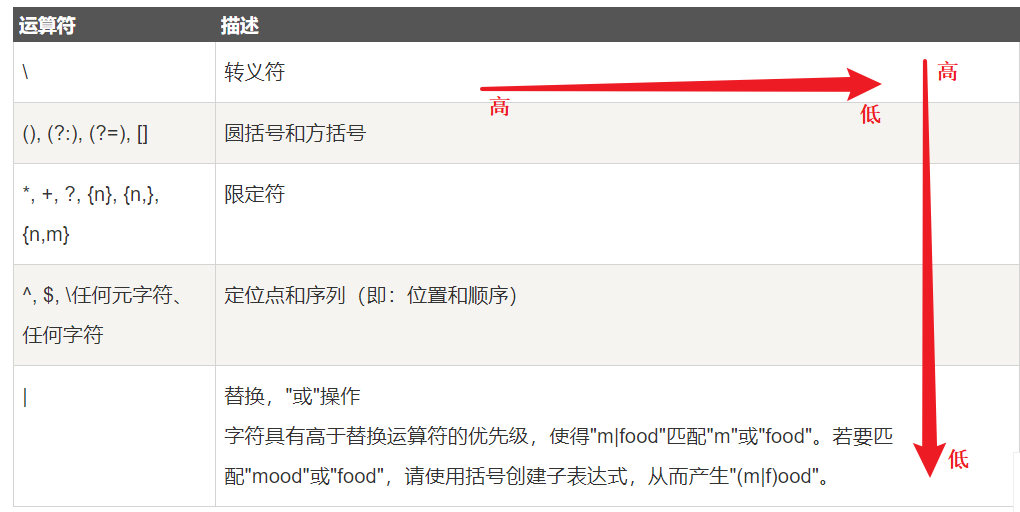 运算符 描述
\ 转义符
高
高
低
(), (?:), (?=), [] 圆括号和方括号
*, +, ?, {n}, {n,}, 限定符
{n,m}
^, $, \任何元字符、 定位点和序列（即：位置和顺序）
任何字符
| 替换，"或"操作
字符具有高于替换运算符的优先级，使得"m|food"匹配"m"或"food"。若要匹
配"mood"或"food"，请使用括号创建子表达式，从而产生"(m|f)ood"。
低